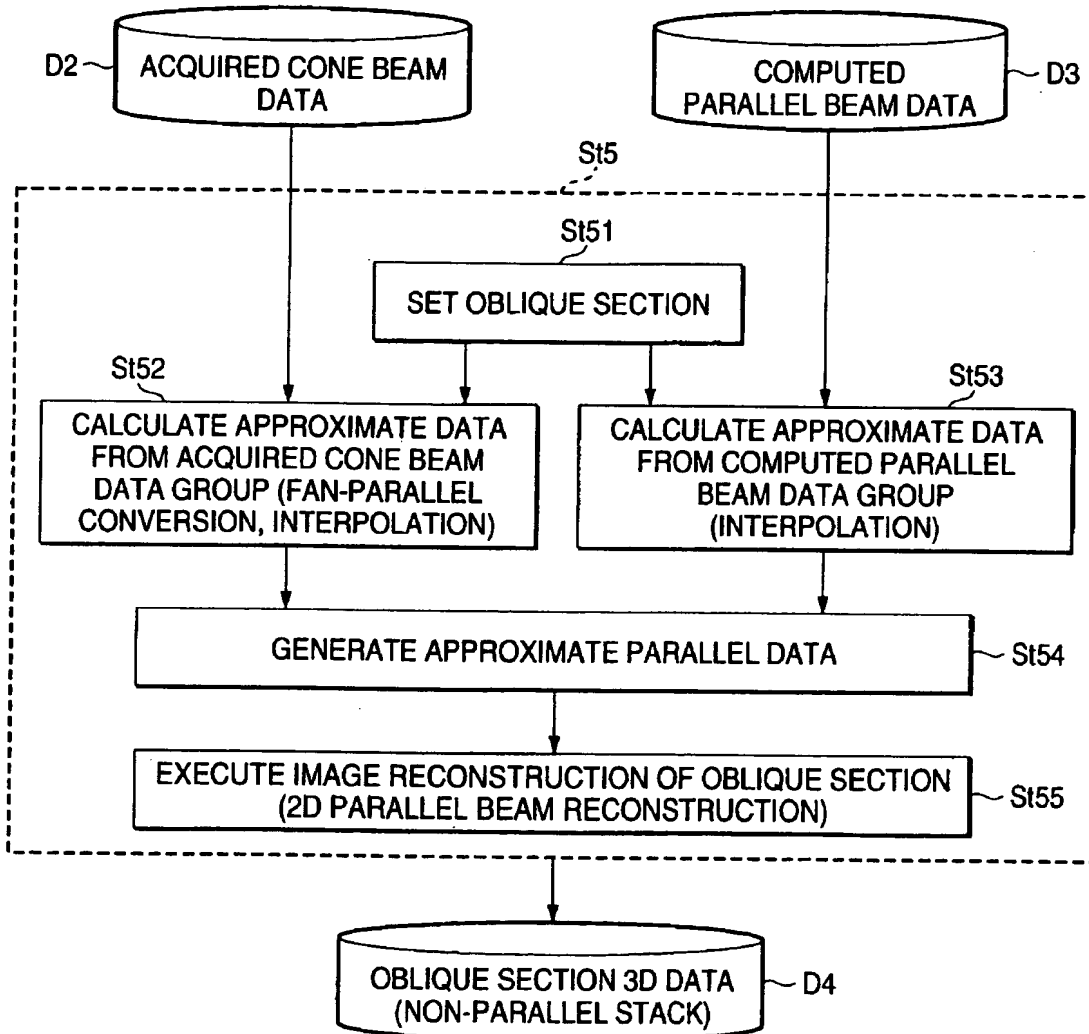 D2
ACQUIRED CONE BEAM
DATA
COMPUTED
PARALLEL BEAM DATA
D3
St5
St51
SET OBLIQUE SECTION
St52
CALCULATE APPROXIMATE DATA
FROM ACQUIRED CONE BEAM
DATA GROUP (FAN-PARALLEL
CONVERSION, INTERPOLATION)
St53
CALCULATE APPROXIMATE DATA
FROM COMPUTED PARALLEL
BEAM DATA GROUP
(INTERPOLATION)
GENERATE APPROXIMATE PARALLEL DATA
St54
EXECUTE IMAGE RECONSTRUCTION OF OBLIQUE SECTION
(2D PARALLEL BEAM RECONSTRUCTION)
St55
OBLIQUE SECTION 3D DATA
(NON-PARALLEL STACK)
D4